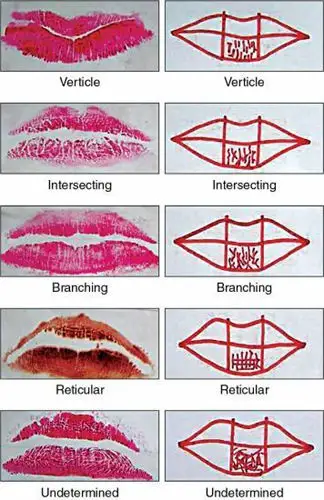 Verticle Verticle
Intersecting Intersecting
Branching Branching
Reticular Reticular
Undetermined Undetermined